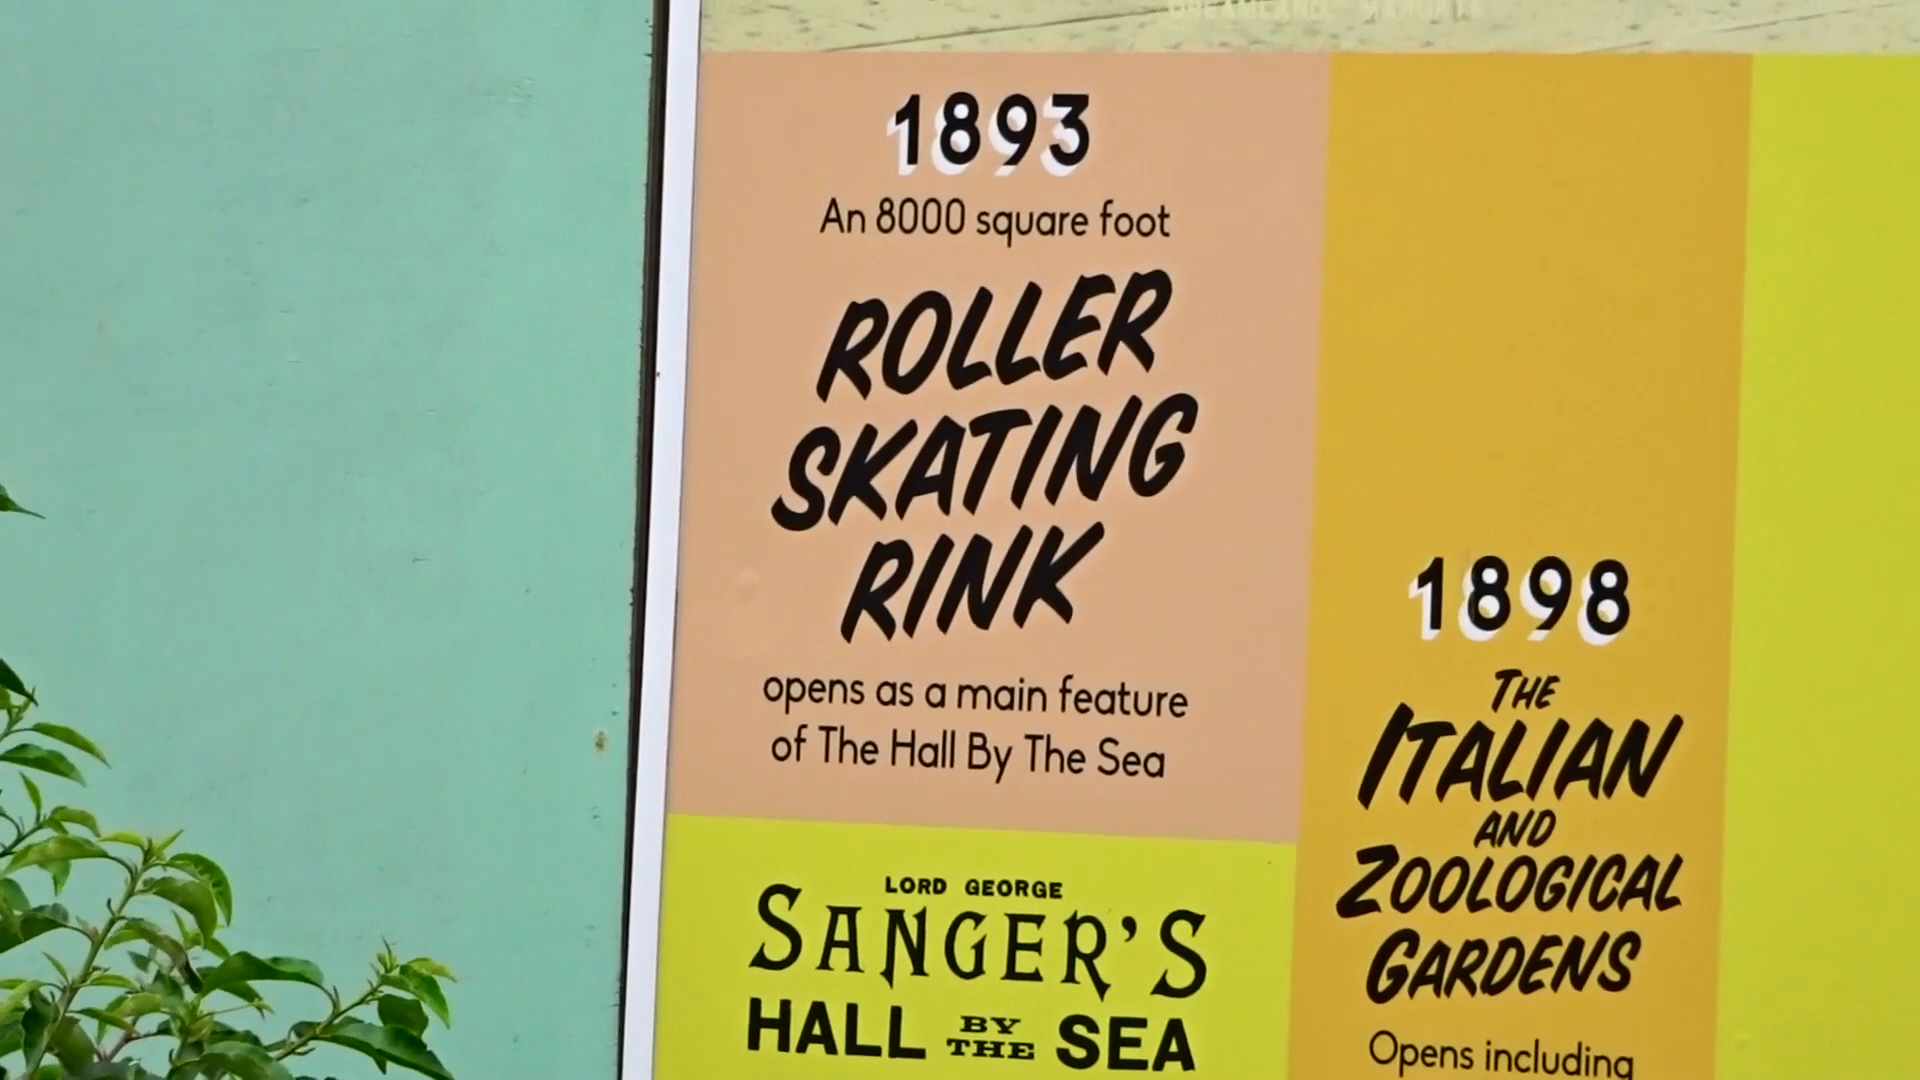 1893
An 8000 square foot
ROLLER
SKATING
RINK
opens as a main feature
of The Hall By The Sea
LORD GEORGE
SANGER'S
HALL BY THE SEA
1898
THE
ITALIAN
AND
ZOOLOGICAL
GARDENS
Opens including